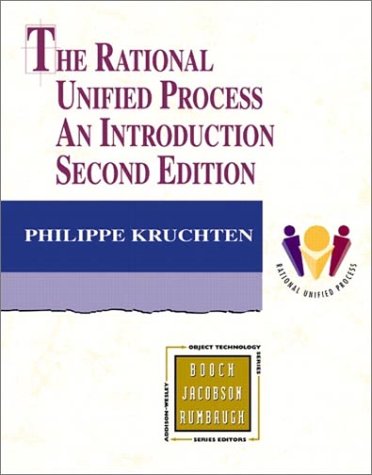 THE RATIONAL
UNIFIED PROCESS
AN INTRODUCTION
SECOND EDITION
PHILIPPE KRUCHTEN
RATIONAL UNIFIED PROCESS
OBJECT TECHNOLOGY
SERIES
ADDISON-WESLEY
BOOCH
JACOBSON
RUMBAUGH
SERIES EDITORS